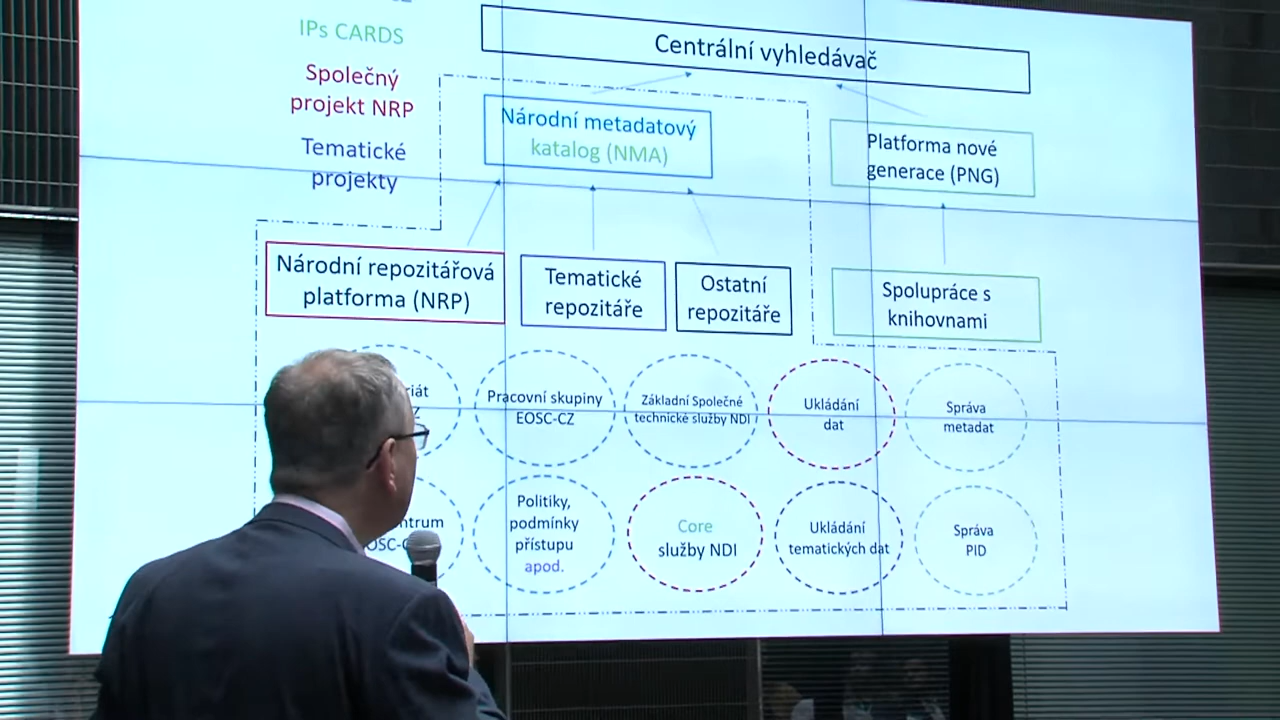 IPs CARDS
Společný
projekt NRP
Tematické
projekty
Centrální vyhledávač
Národní metadatový
katalog (NMA)
Platforma nové
generace (PNG)
Národní repozitářová
platforma (NRP)
Tematické
repozitáře
Ostatní
repozitáře
Spolupráce s
knihovnami
Pracovní skupiny
EOSC-CZ
Základní Společné
technické služby NDI
Ukládání
dat
Správa
metadat
Politiky,
podmínky
přístupu
apod.
Core
služby NDI
Ukládání
tematických dat
Správa
PID